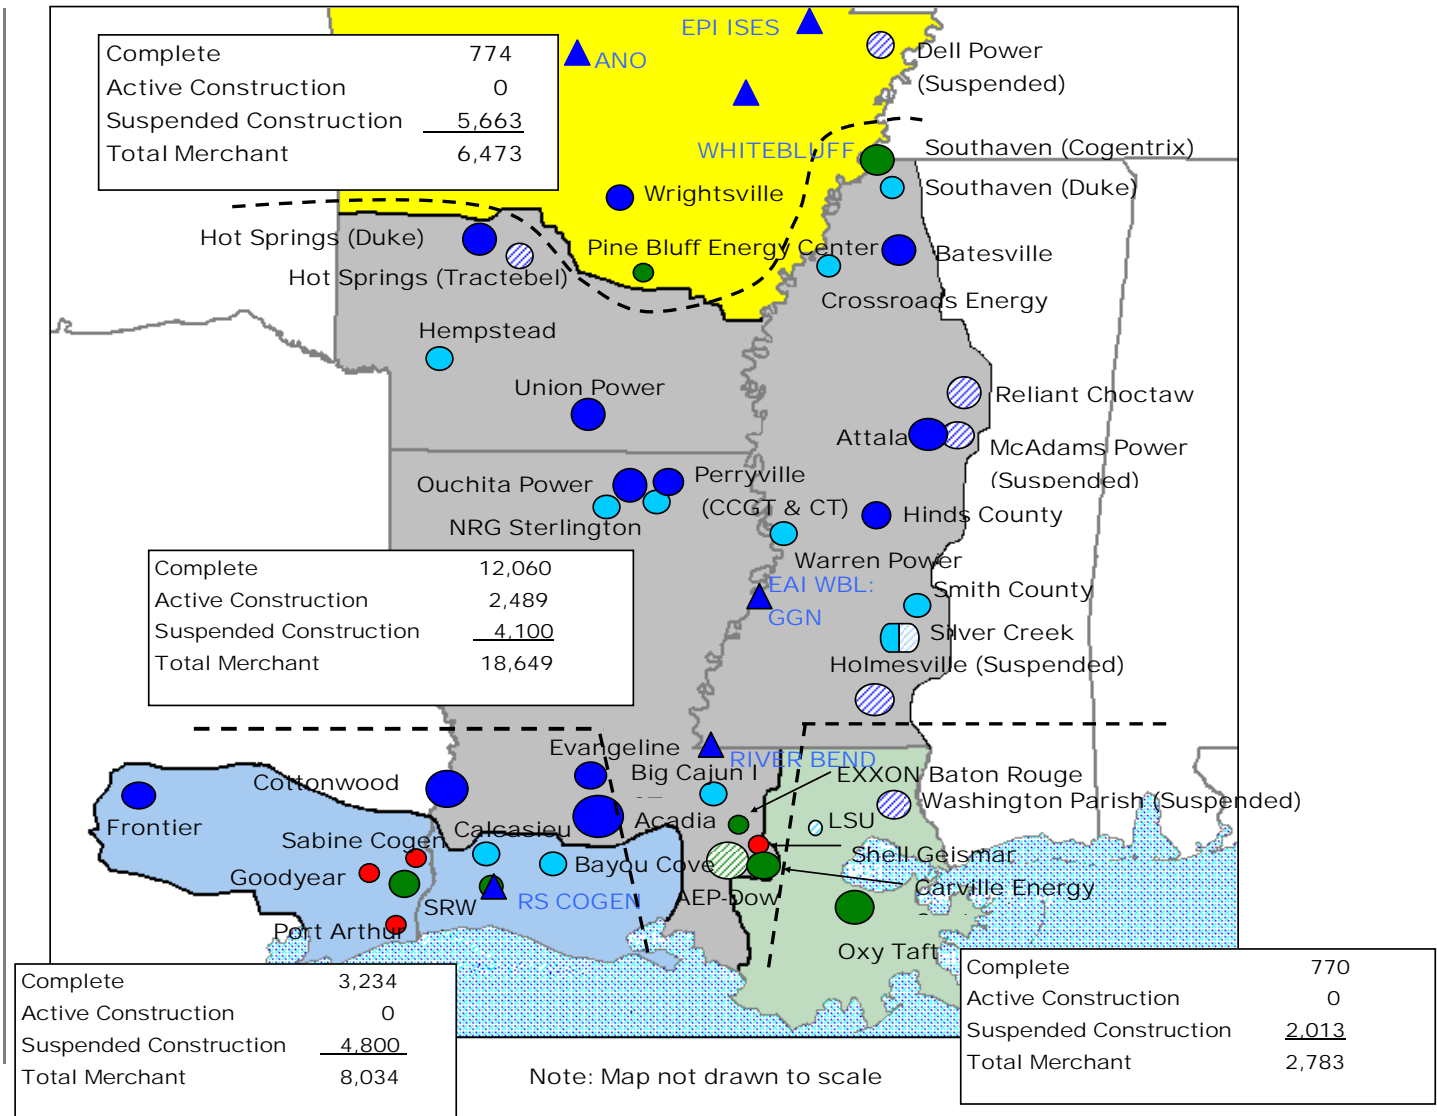 EPI ISES
ANO
Dell Power
(Suspended)
Complete 774
Active Construction 0
Suspended Construction 5,663
Total Merchant 6,473
WHITEBLUFF
Southaven (Cogentrix)
Southaven (Duke)
Wrightsville
Hot Springs (Duke)
Pine Bluff Energy Center
Batesville
Hot Springs (Tractebel)
Crossroads Energy
Hempstead
Union Power
Reliant Choctaw
Attala
McAdams Power
(Suspended)
Ouchita Power
Perryville
(CCGT & CT)
NRG Sterlington
Hinds County
Warren Power
EAI WBL:
GGN
Smith County
Silver Creek
Holmesville (Suspended)
Complete 12,060
Active Construction 2,489
Suspended Construction 4,100
Total Merchant 18,649
Evangeline
RIVER BEND
Cottonwood
Big Cajun I
EXXON Baton Rouge
Washington Parish (Suspended)
Frontier
Acadia
LSU
Sabine Cogen
Calcasieu
Goodyear
Bayou Cove
Shell Geismar
AEP-Dow
Carville Energy
SRW
RS COGEN
Port Arthur
Oxy Taft
Complete 3,234
Active Construction 0
Suspended Construction 4,800
Total Merchant 8,034
Complete 770
Active Construction 0
Suspended Construction 2,013
Total Merchant 2,783
Note: Map not drawn to scale